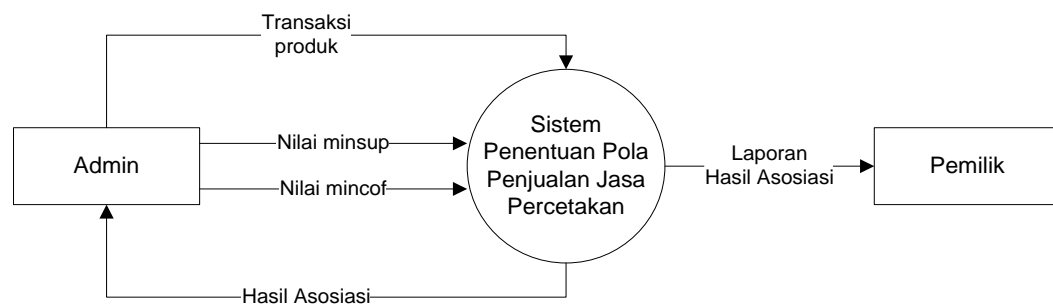 Transaksi
produk
Admin
Nilai minsup
Nilai mincof
Sistem
Penentuan Pola
Penjualan Jasa
Percetakan
Laporan
Hasil Asosiasi
Pemilik
Hasil Asosiasi